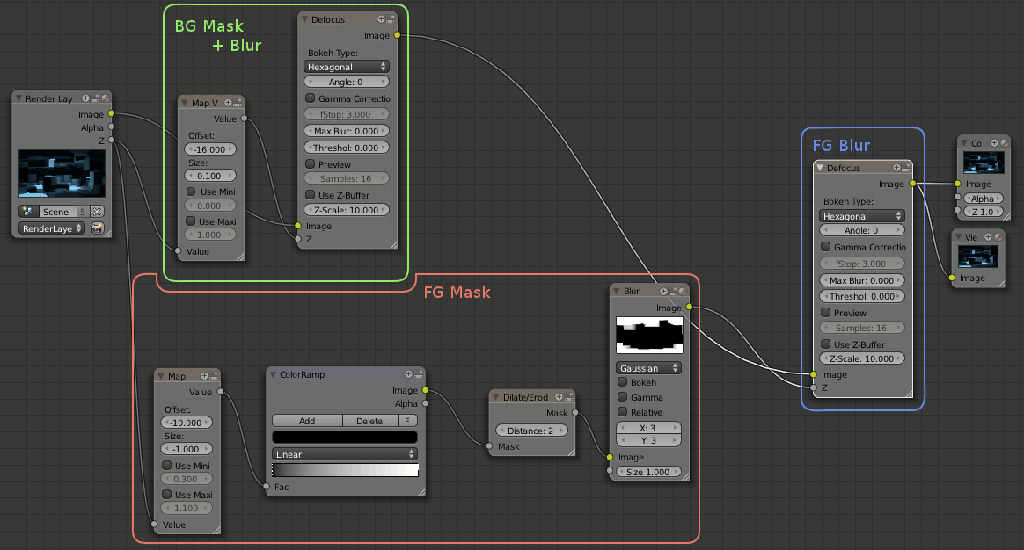 BG Mask
+ Blur
Defocus
Image
Bokeh Type:
Hexagonal
Angle: 0
Gamma Correctio
fStop: 3.000
Max Blur: 0.000
Threshol: 0.000
Preview
Samples: 16
Use Z-Buffer
Z-Scale: 10.000
Image
Z
Render Lay
Image
Alpha
Z
Scene
5
RenderLaye
Map V
Value
Offset:
-16.000
Size:
0.100
Use Mini
0.000
Use Maxi
1.000
Value
FG Mask
Map
Value
Offset:
-10.000
Size:
-1.000
Use Mini
0.300
Use Maxi
1.100
Value
ColorRamp
Image
Alpha
Add
Delete
Linear
Fac
Dilate/Erod
Mask
Distance: 2
Mask
Blur
Image
Gaussian
Bokeh
Gamma
Relative
X: 3
Y: 3
Image
Size 1.000
FG Blur
Defocus
Image
Bokeh Type:
Hexagona
Angle: 0
Gamma Correctio
fStop: 3.000
Max Blur: 0.000
Threshol: 0.000
Preview
Samples: 16
Use Z-Buffer
Z-Scale: 10.000
Image
Z
Co
Image
Alpha
Z 1.0
Vie
Image